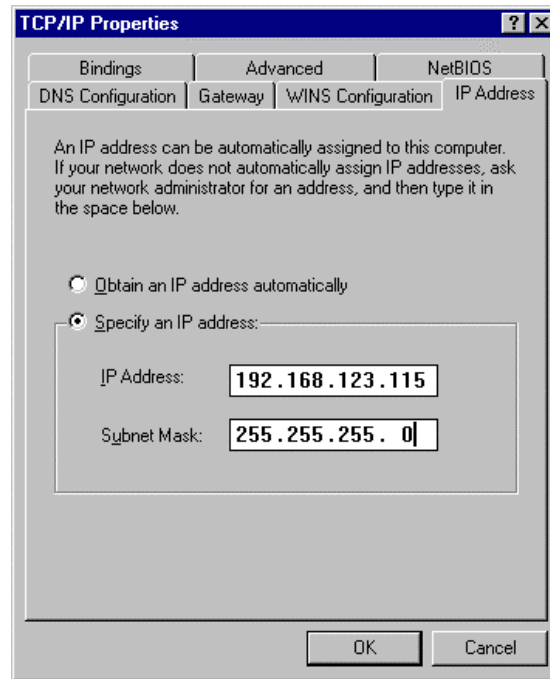 TCP/IP Properties
Bindings Advanced NetBIOS
DNS Configuration Gateway WINS Configuration IP Address
An IP address can be automatically assigned to this computer.
If your network does not automatically assign IP addresses, ask
your network administrator for an address, and then type it in
the space below.
Obtain an IP address automatically
Specify an IP address:
IP Address: 192.168.123.115
Subnet Mask: 255.255.255. 0
OK Cancel